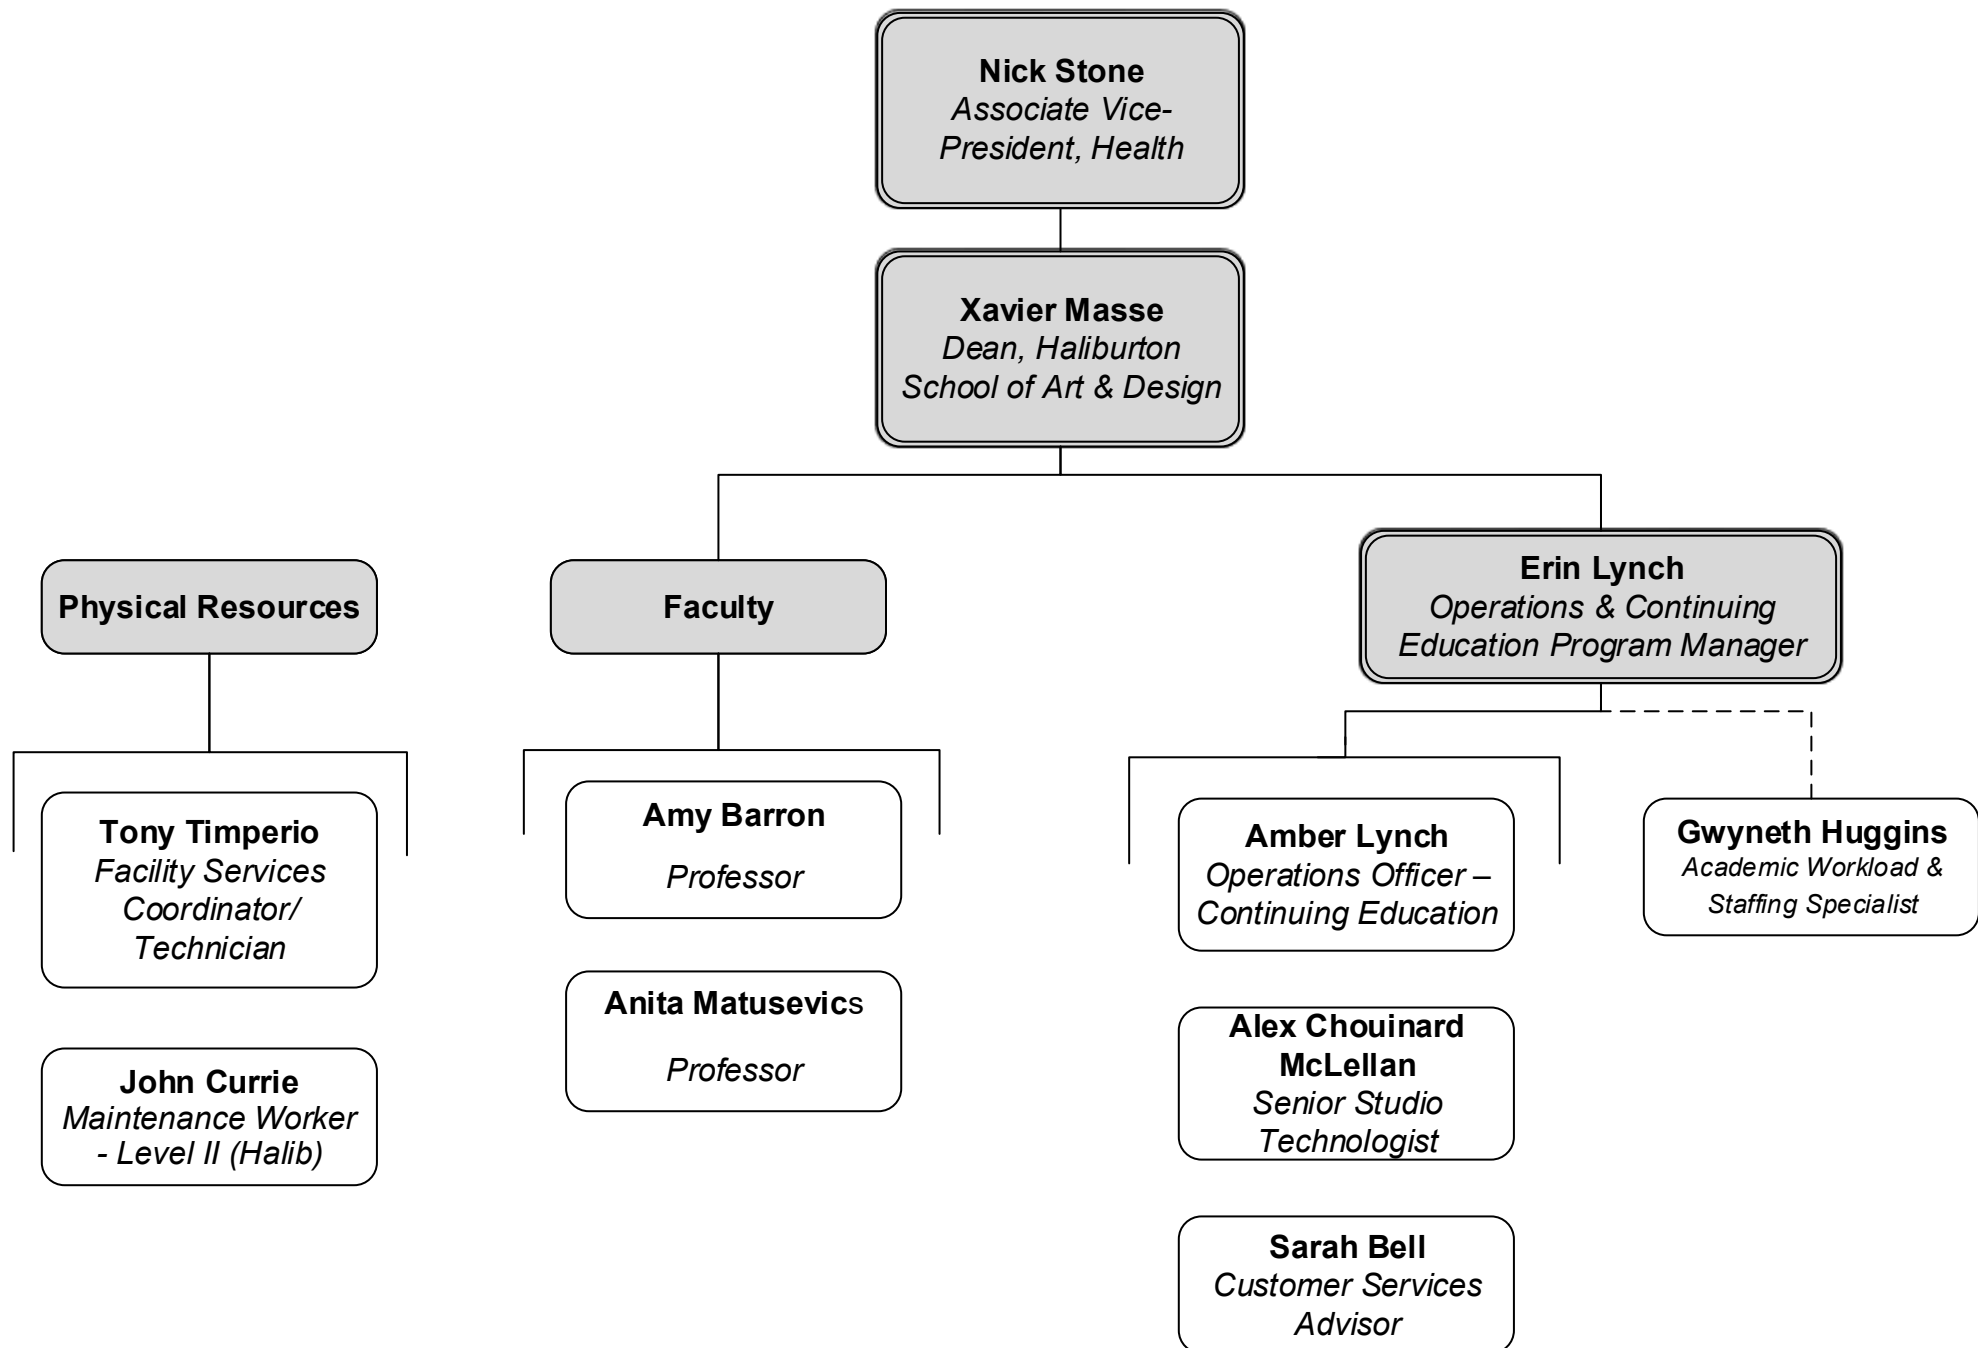 Nick Stone
Associate Vice-
President, Health
Xavier Masse
Dean, Haliburton
School of Art & Design
Physical Resources
Tony Timperio
Facility Services
Coordinator/
Technician
John Currie
Maintenance Worker
- Level II (Halib)
Faculty
Amy Barron
Professor
Anita Matusevics
Professor
Erin Lynch
Operations & Continuing
Education Program Manager
Amber Lynch
Operations Officer –
Continuing Education
Alex Chouinard
McLellan
Senior Studio
Technologist
Sarah Bell
Customer Services
Advisor
Gwyneth Huggins
Academic Workload &
Staffing Specialist